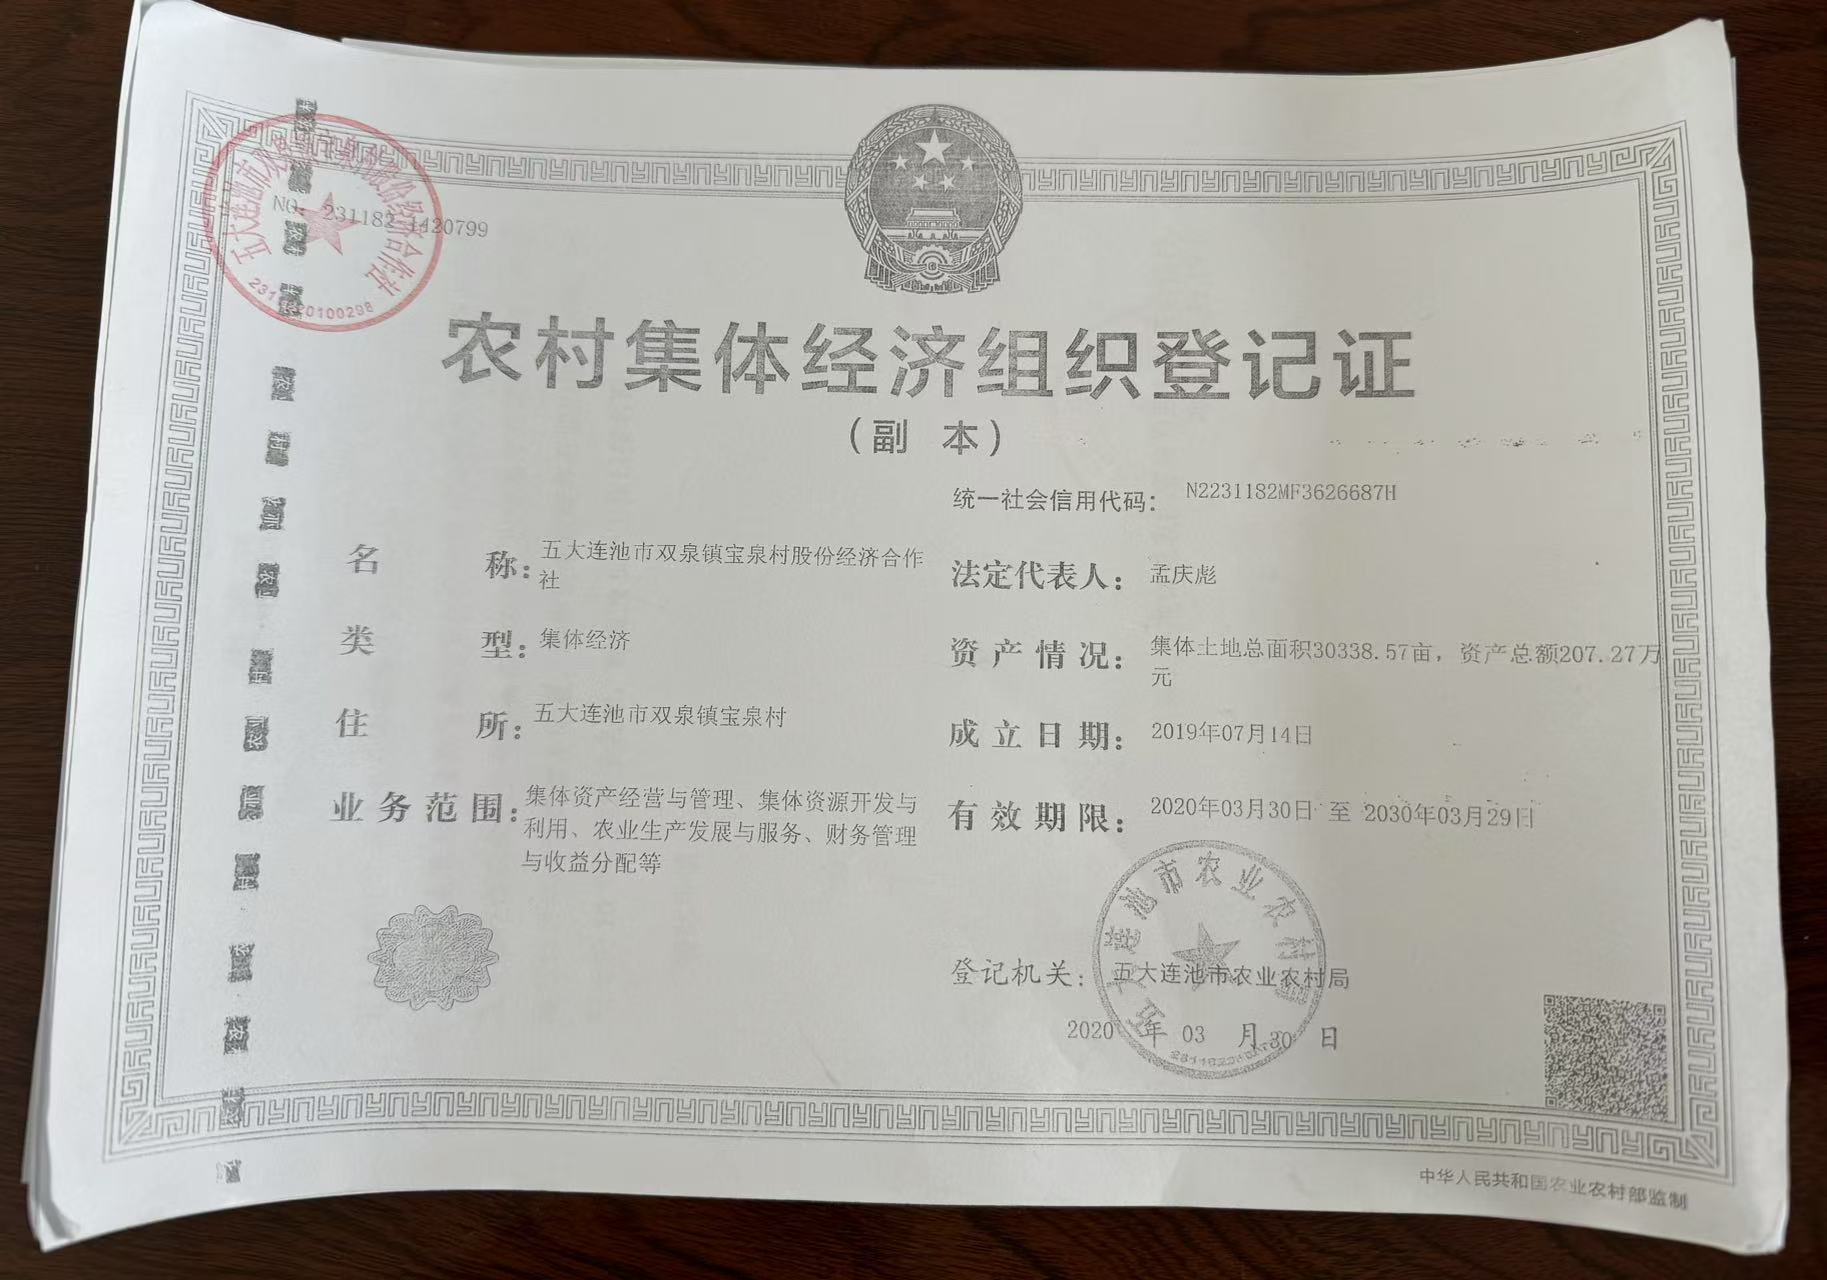 NO. 231182 1420799
农村集体经济组织登记证
（副 本）
统一社会信用代码： N2231182MF3626687H
名 称：五大连池市双泉镇宝泉村股份经济合作
社
类 型：集体经济
住 所：五大连池市双泉镇宝泉村
业务范围：集体资产经营与管理、集体资源开发与
利用、农业生产发展与服务、财务管理
与收益分配等
法定代表人：孟庆彪
资产情况：集体土地总面积30338.57亩，资产总额207.27万
元
成立日期：2019年07月14日
有效期限：2020年03月30日 至 2030年03月29日
登记机关：五大连池市农业农村局
2020 年 03 月 30 日
五大连池市农业农村局
中华人民共和国农业农村部监制